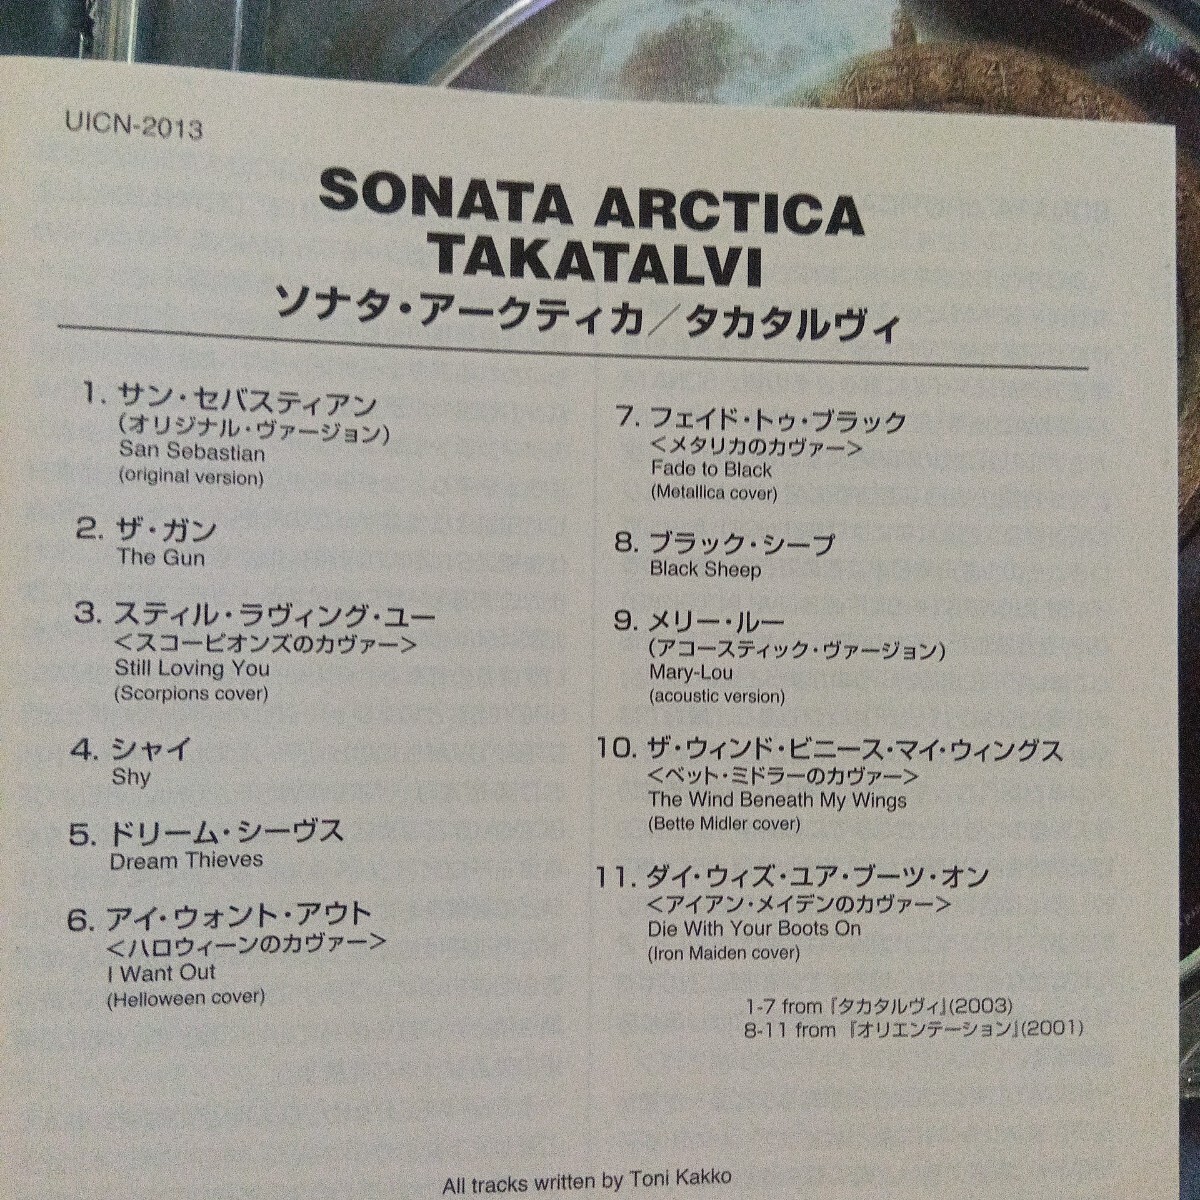 UICN-2013
SONATA ARCTICA
TAKATALVI
ソナタ・アークティカ／タカタルヴィ
1. サン・セバスティアン
(オリジナル・ヴァージョン)
San Sebastian
(original version)
2. ザ・ガン
The Gun
3. スティル・ラヴィング・ユー
＜スコーピオンズのカヴァー＞
Still Loving You
(Scorpions cover)
4. シャイ
Shy
5. ドリーム・シーヴス
Dream Thieves
6. アイ・ウォント・アウト
＜ハロウィーンのカヴァー＞
I Want Out
(Helloween cover)
7. フェイド・トゥ・ブラック
＜メタリカのカヴァー＞
Fade to Black
(Metallica cover)
8. ブラック・シープ
Black Sheep
9. メリー・ルー
(アコースティック・ヴァージョン)
Mary-Lou
(acoustic version)
10. ザ・ウィンド・ビニース・マイ・ウィングス
＜ベット・ミドラーのカヴァー＞
The Wind Beneath My Wings
(Bette Midler cover)
11. ダイ・ウィズ・ユア・ブーツ・オン
＜アイアン・メイデンのカヴァー＞
Die With Your Boots On
(Iron Maiden cover)
1-7 from『タカタルヴィ』(2003)
8-11 from『オリエンテーション』(2001)
All tracks written by Toni Kakko